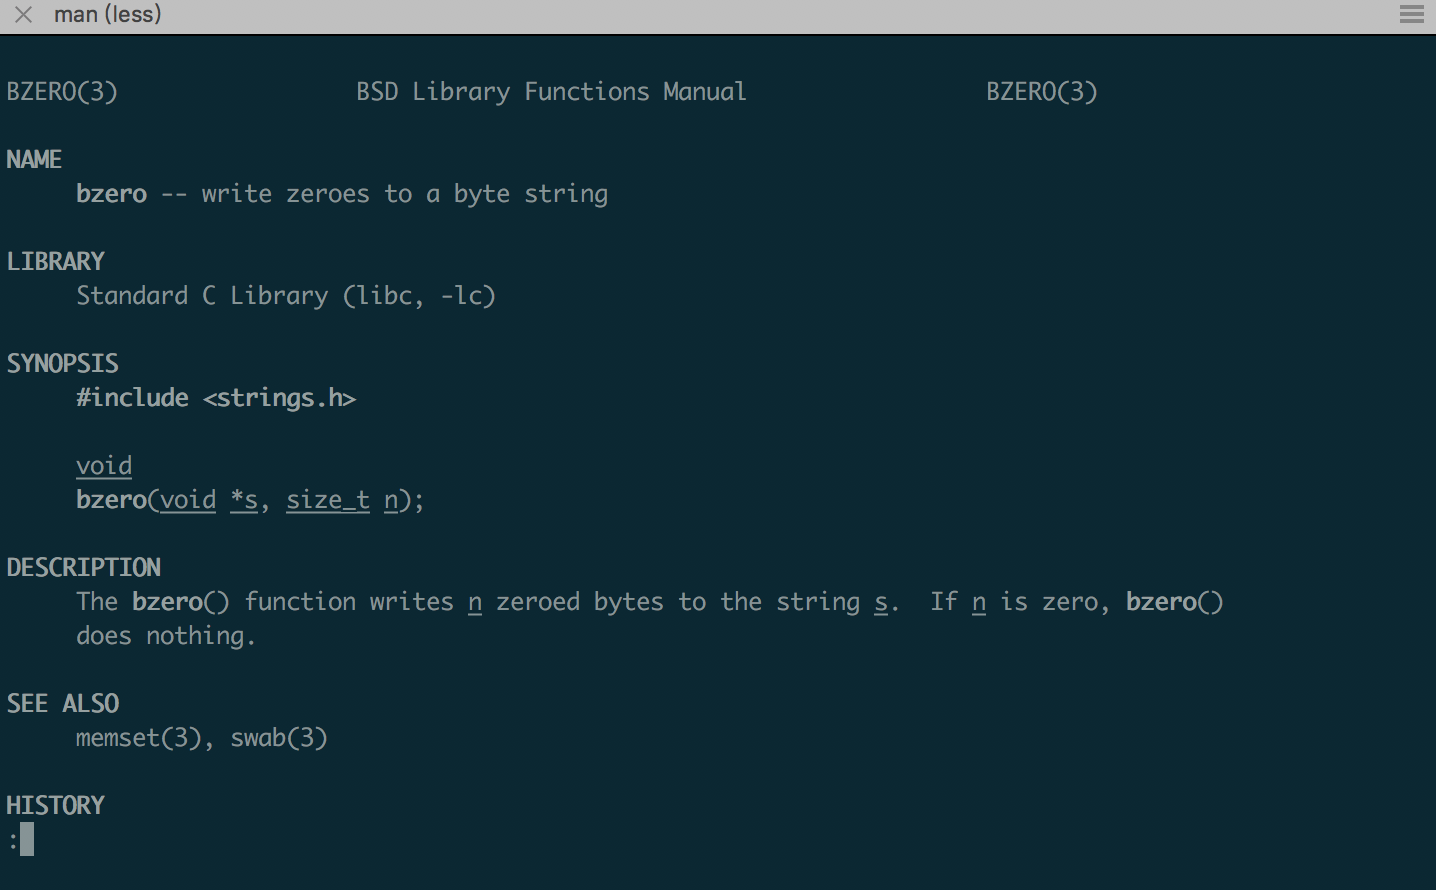 man (less)
BZERO(3) BSD Library Functions Manual BZERO(3)
NAME
bzero -- write zeroes to a byte string
LIBRARY
Standard C Library (libc, -lc)
SYNOPSIS
#include <strings.h>
void
bzero(void *s, size_t n);
DESCRIPTION
The bzero() function writes n zeroed bytes to the string s.  If n is zero, bzero()
does nothing.
SEE ALSO
memset(3), swab(3)
HISTORY
: